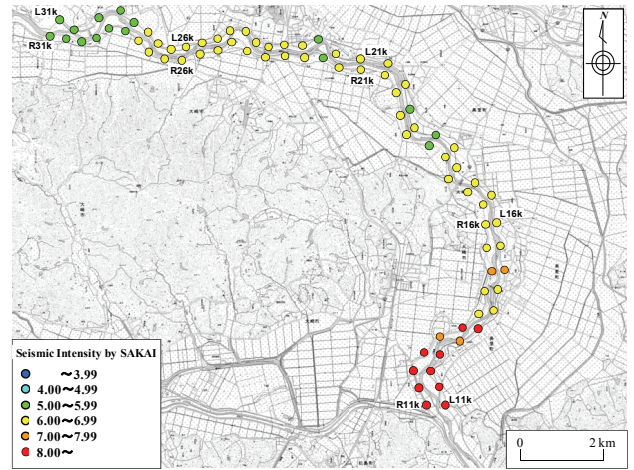 L31k
R31k
L26k
R26k
L21k
R21k
N
L16k
R16k
L11k
R11k
Seismic Intensity by SAKAI
～3.99
4.00～4.99
5.00～5.99
6.00～6.99
7.00～7.99
8.00～
0 2 km